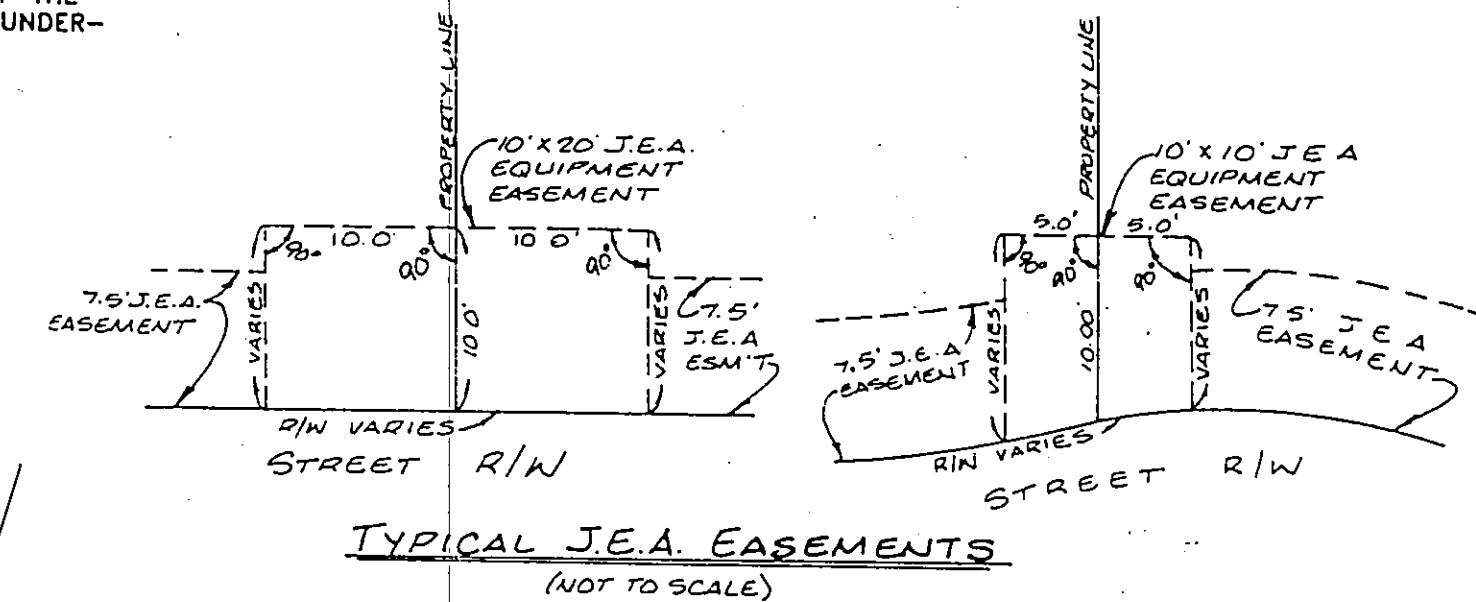 UNDER-
PROPERTY LINE
10' X 20' J.E.A.
EQUIPMENT
EASEMENT
10.0'
10.0'
90°
90°
90°
7.5' J.E.A.
EASEMENT
VARIES
10.0'
VARIES
7.5'
J.E.A
ESM'T
R/W VARIES
STREET R/W
PROPERTY LINE
10' X 10' J E A
EQUIPMENT
EASEMENT
5.0'
5.0'
90°
90°
90°
7.5' J.E.A
EASEMENT
VARIES
10.00'
VARIES
7.5' J E A
EASEMENT
R/W VARIES
STREET R/W
TYPICAL J.E.A. EASEMENTS
(NOT TO SCALE)